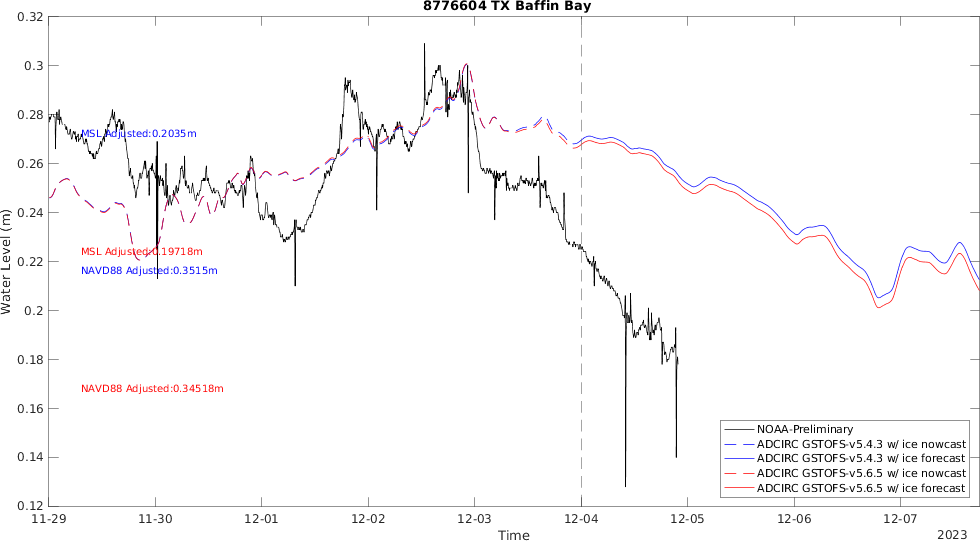 8776604 TX Baffin Bay
0.32
0.3
0.28
0.26
0.24
0.22
0.2
0.18
0.16
0.14
0.12
Water Level (m)
MSL Adjusted:0.2035m
MSL Adjusted:0.19718m
NAVD88 Adjusted:0.3515m
NAVD88 Adjusted:0.34518m
NOAA-Preliminary
ADCIRC GSTOFS-v5.4.3 w/ ice nowcast
ADCIRC GSTOFS-v5.4.3 w/ ice forecast
ADCIRC GSTOFS-v5.6.5 w/ ice nowcast
ADCIRC GSTOFS-v5.6.5 w/ ice forecast
11-29 11-30 12-01 12-02 12-03 12-04 12-05 12-06 12-07
Time
2023